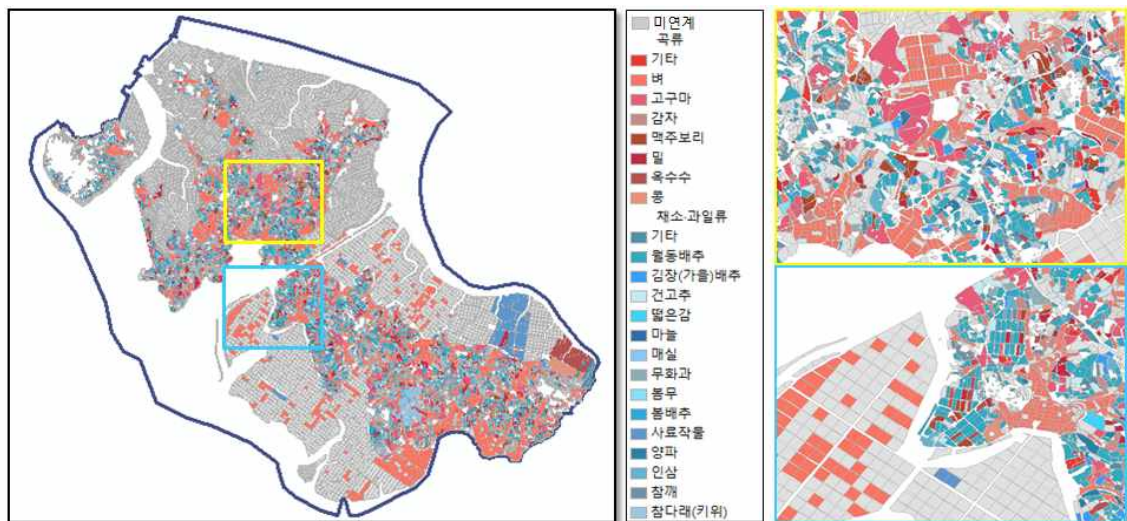 미연계
곡류
기타
벼
고구마
감자
맥주보리
밀
옥수수
콩
채소·과일류
기타
월동배추
김장(가을)배추
건고추
떫은감
마늘
매실
무화과
봄무
봄배추
사료작물
양파
인삼
참깨
참다래(키위)